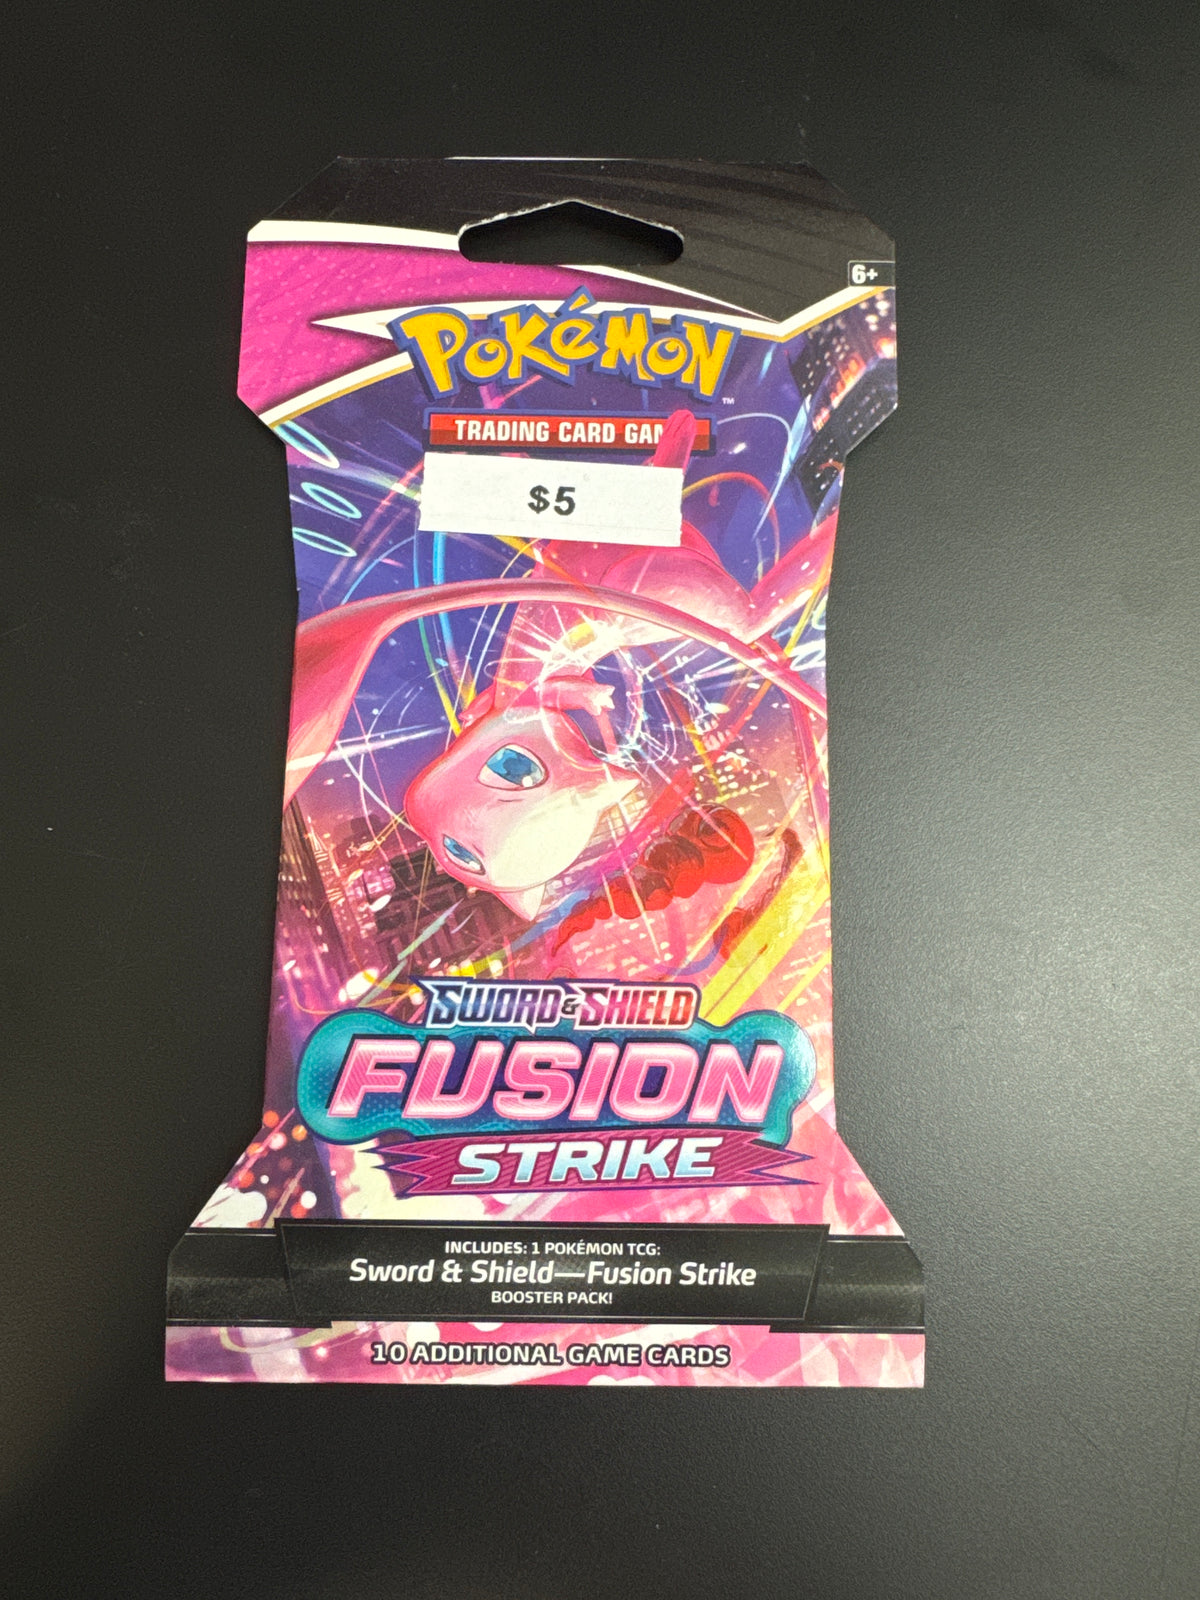 6+
POKéMON
™
TRADING CARD GAM
$5
SWORD & SHIELD
FUSION
STRIKE
INCLUDES: 1 POKÉMON TCG:
Sword & Shield—Fusion Strike
BOOSTER PACK!
10 ADDITIONAL GAME CARDS